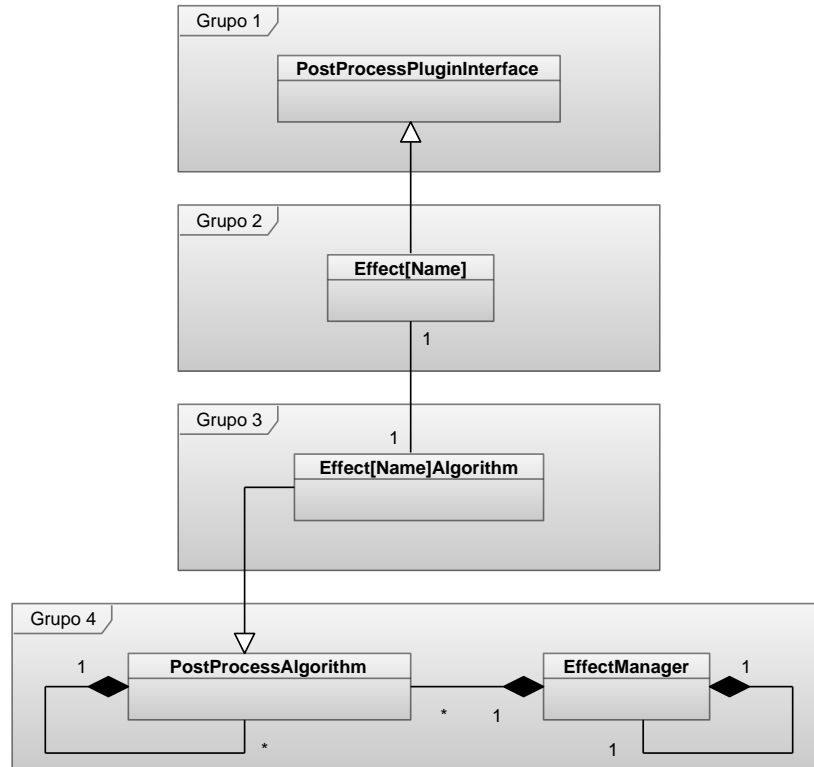 Grupo 1
PostProcessPluginInterface
Grupo 2
Effect[Name]
1
Grupo 3
1
Effect[Name]Algorithm
Grupo 4
1
PostProcessAlgorithm
EffectManager
1
*
1
*
1